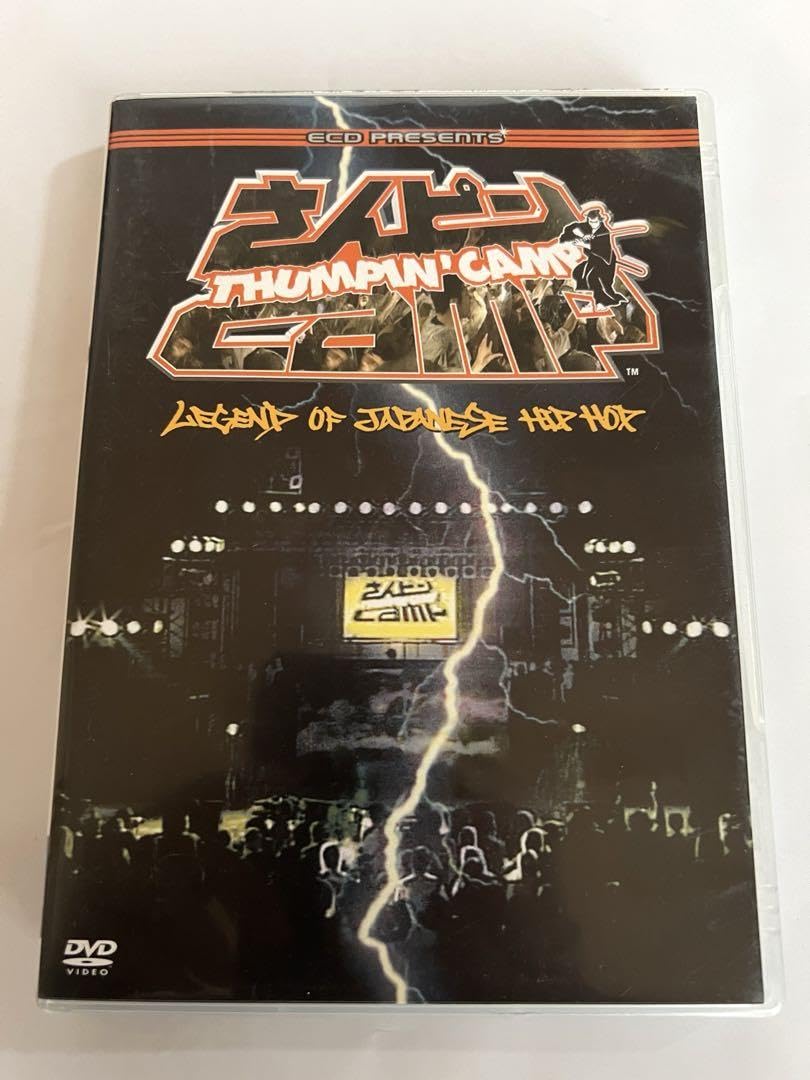 ECD PRESENTS
さんピン
THUMPIN' CAMP
camp
TM
LEGEND OF JAPANESE HIP HOP
さんピン
camp
DVD
VIDEO